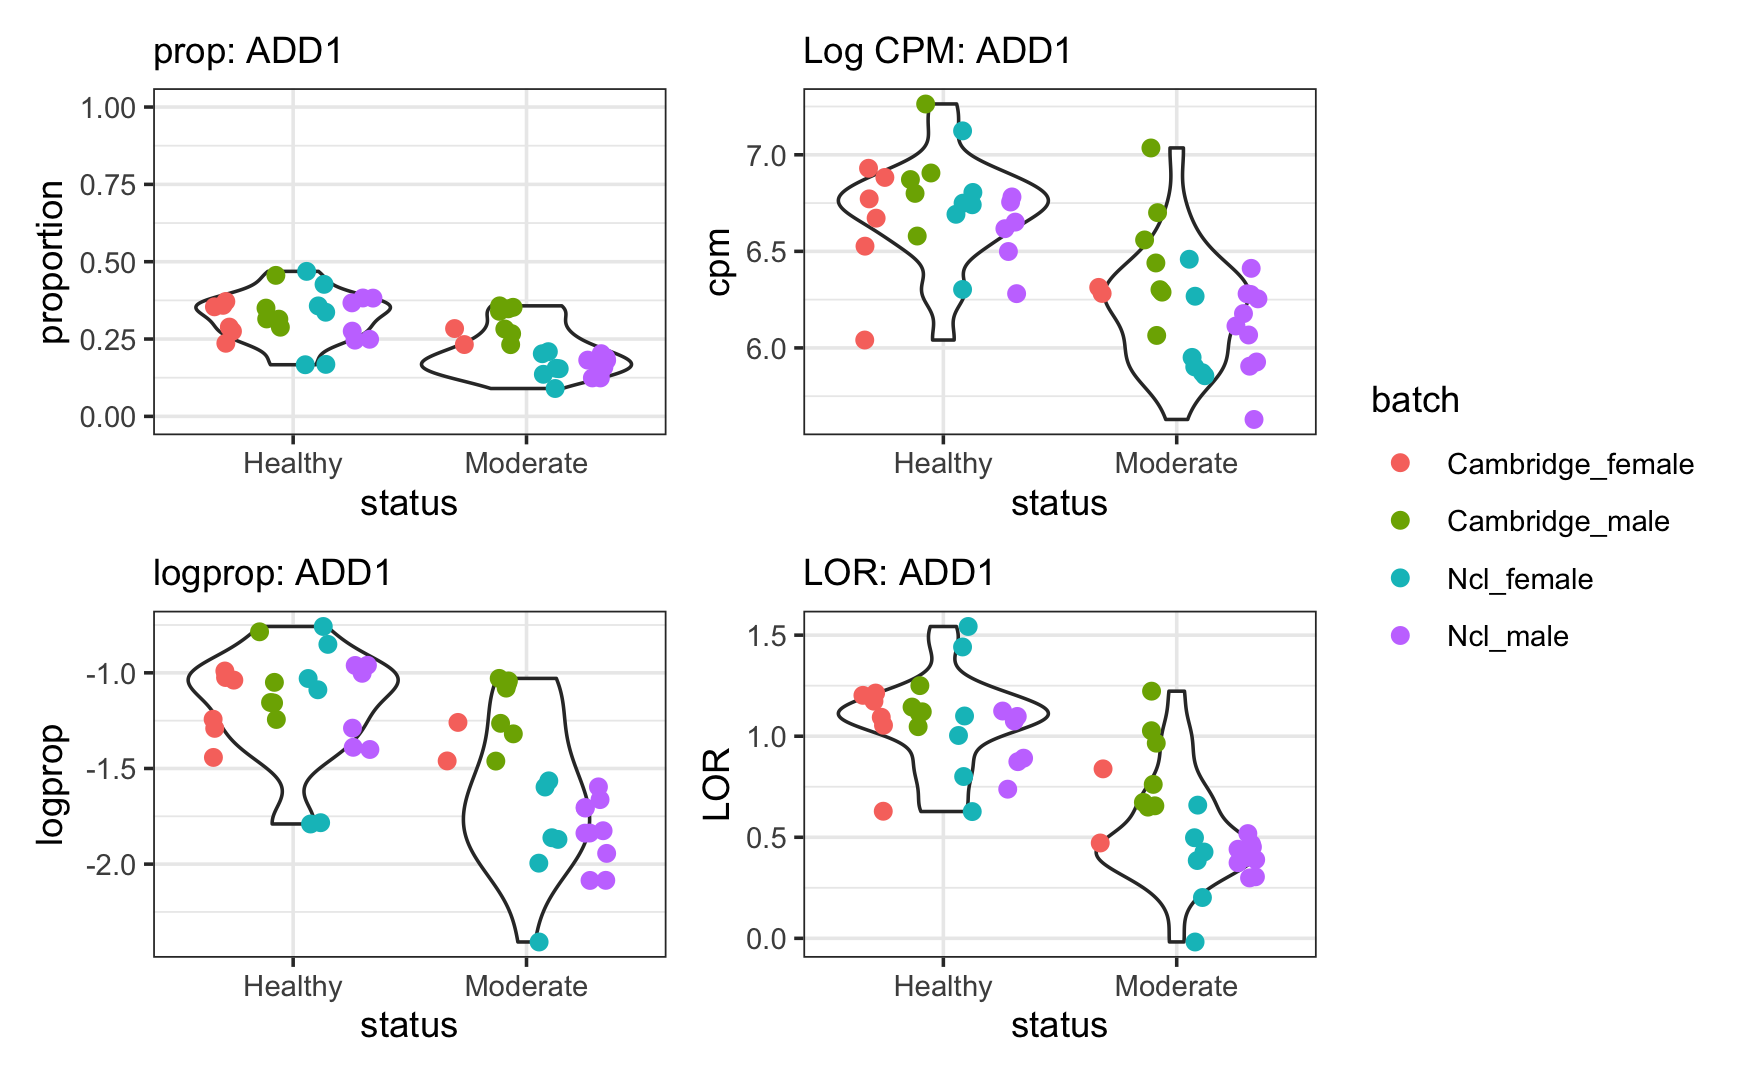 prop: ADD1
proportion
1.00
0.75
0.50
0.25
0.00
Healthy Moderate
status
Log CPM: ADD1
cpm
7.0
6.5
6.0
Healthy Moderate
status
logprop: ADD1
logprop
-1.0
-1.5
-2.0
Healthy Moderate
status
LOR: ADD1
LOR
1.5
1.0
0.5
0.0
Healthy Moderate
status
batch
Cambridge_female
Cambridge_male
Ncl_female
Ncl_male